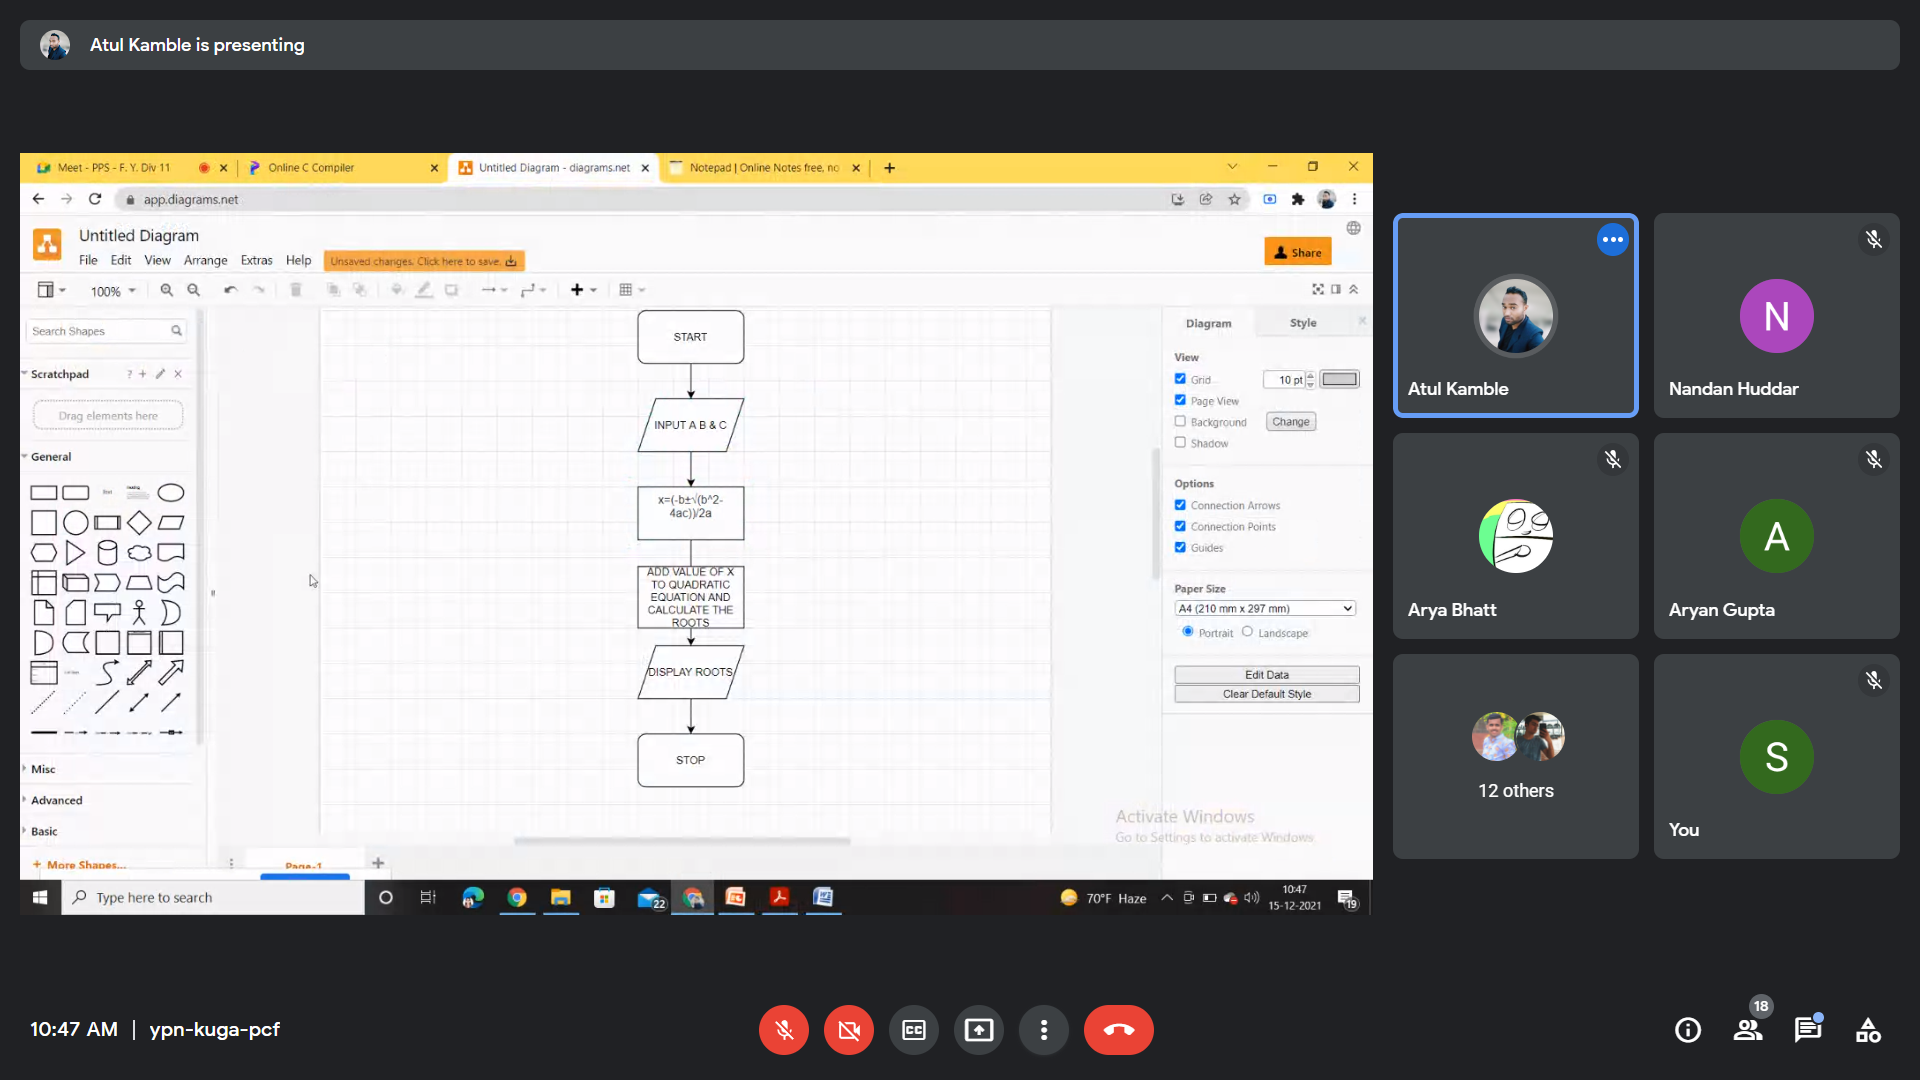 Atul Kamble is presenting
Meet - PPS - F. Y. Div 11
Online C Compiler
Untitled Diagram - diagrams.net
Notepad | Online Notes free, no
app.diagrams.net
Untitled Diagram
File Edit View Arrange Extras Help
Unsaved changes. Click here to save.
Share
100%
Search Shapes
Scratchpad
?
Drag elements here
General
Misc
Advanced
Basic
+ More Shapes...
START
INPUT A B & C
x=(-b±√(b^2-
4ac))/2a
ADD VALUE OF X
TO QUADRATIC
EQUATION AND
CALCULATE THE
ROOTS
DISPLAY ROOTS
STOP
Page-1
Diagram
Style
View
Grid
10 pt
Page View
Background
Change
Shadow
Options
Connection Arrows
Connection Points
Guides
Paper Size
A4 (210 mm x 297 mm)
Portrait
Landscape
Edit Data
Clear Default Style
Activate Windows
Go to Settings to activate Windows
Type here to search
22
70°F Haze
10:47
15-12-2021
19
Atul Kamble
N
Nandan Huddar
Arya Bhatt
A
Aryan Gupta
12 others
S
You
10:47 AM | ypn-kuga-pcf
CC
18